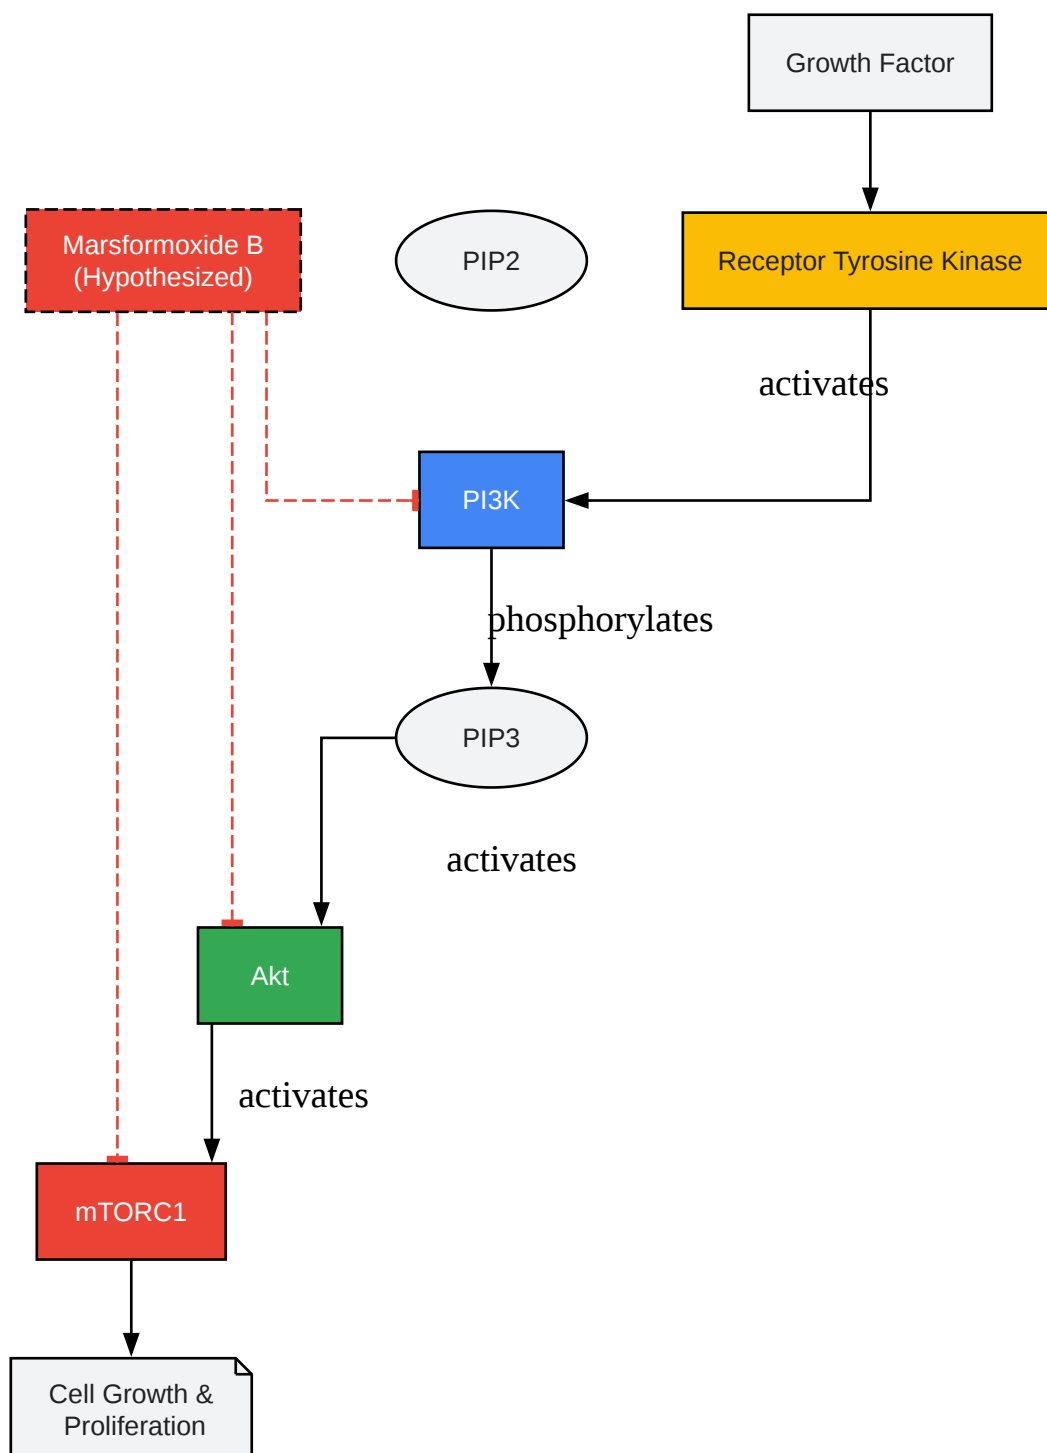 Growth Factor
Marsformoxide B
(Hypothesized)
PIP2
Receptor Tyrosine Kinase
activates
PI3K
phosphorylates
PIP3
activates
Akt
activates
mTORC1
Cell Growth &
Proliferation